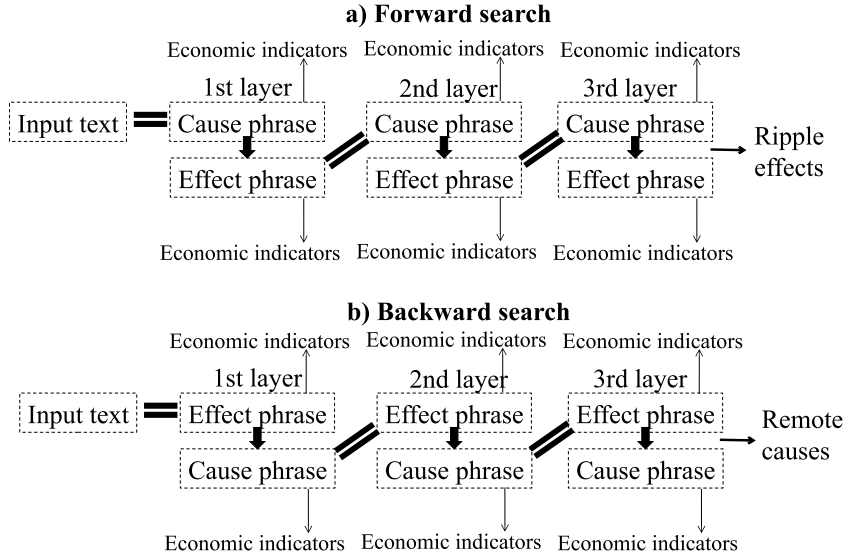 a) Forward search
Economic indicators Economic indicators Economic indicators
1st layer 2nd layer 3rd layer
Input text Cause phrase Cause phrase Cause phrase
Ripple
effects
Effect phrase Effect phrase Effect phrase
Economic indicators Economic indicators Economic indicators
b) Backward search
Economic indicators Economic indicators Economic indicators
1st layer 2nd layer 3rd layer
Input text Effect phrase Effect phrase Effect phrase
Remote
causes
Cause phrase Cause phrase Cause phrase
Economic indicators Economic indicators Economic indicators